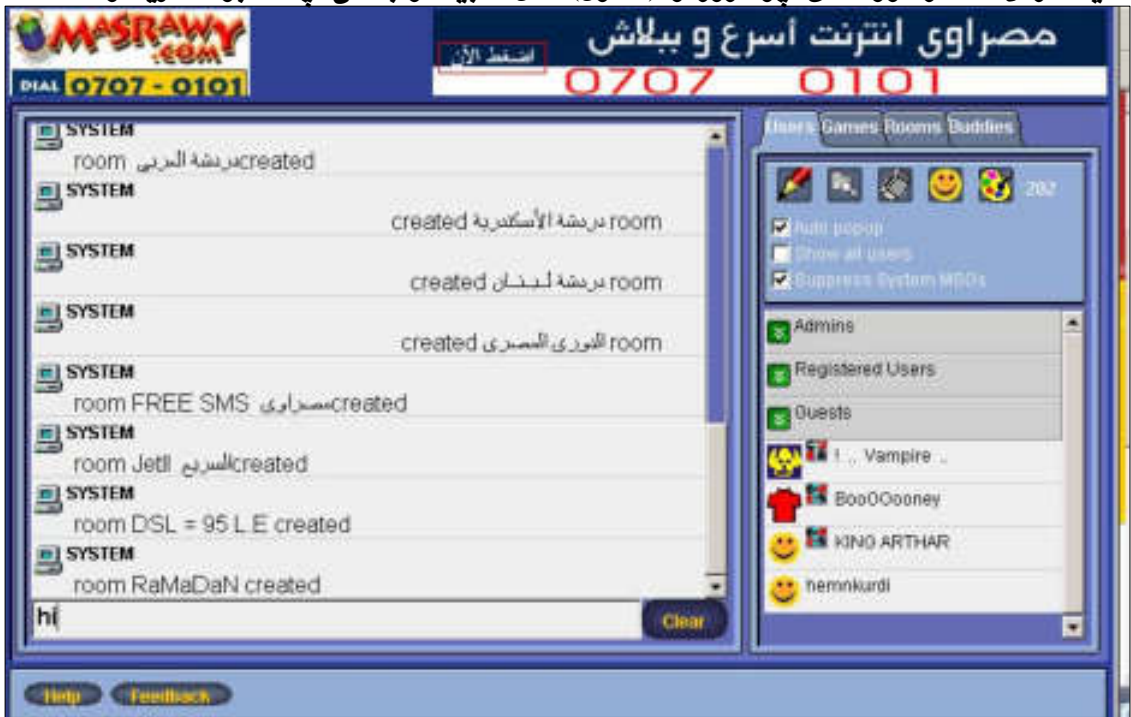 MASRAWY
.COM
DIAL 0707 - 0101
مصراوى انترنت أسرع و ببلاش
اضغط الآن
0707 0101
SYSTEM
room دردشة العربى created
SYSTEM
room دردشة الأسكندرية created
SYSTEM
room دردشة لـبـنـان created
SYSTEM
room الدورى المصرى created
SYSTEM
room FREE SMS مصراوى created
SYSTEM
room Jetll السريع created
SYSTEM
room DSL = 95 L.E created
SYSTEM
room RaMaDaN created
hi
Clear
Users Games Rooms Buddies
202
Auto popop
Show all users
Suppress System MSGs
Admins
Registered Users
Guests
! .. Vampire ..
BooOOooney
KING ARTHAR
hemnkurdi
Help Feedback